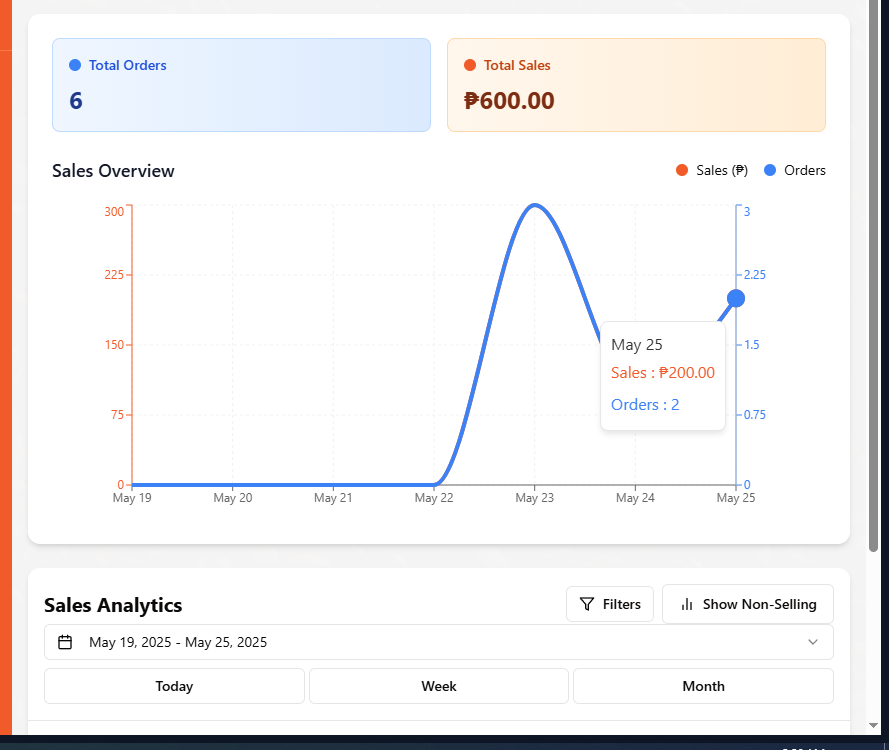 Total Orders
6
Total Sales
₱600.00
Sales Overview
Sales (₱) Orders
300 3
225 2.25
150 1.5
75 0.75
0 0
May 19 May 20 May 21 May 22 May 23 May 24 May 25
May 25
Sales : ₱200.00
Orders : 2
Sales Analytics
Filters
Show Non-Selling
May 19, 2025 - May 25, 2025
Today Week Month